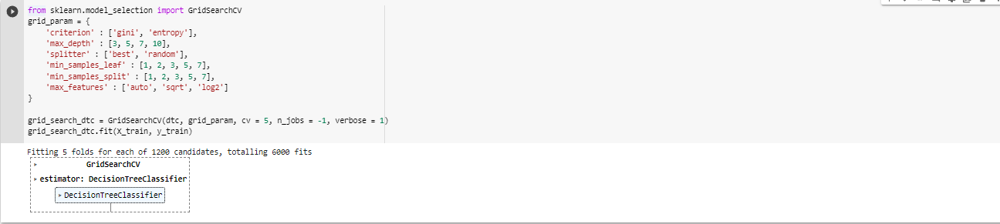 from sklearn.model_selection import GridSearchCV
grid_param = {
    'criterion' : ['gini', 'entropy'],
    'max_depth' : [3, 5, 7, 10],
    'splitter' : ['best', 'random'],
    'min_samples_leaf' : [1, 2, 3, 5, 7],
    'min_samples_split' : [1, 2, 3, 5, 7],
    'max_features' : ['auto', 'sqrt', 'log2']
}
grid_search_dtc = GridSearchCV(dtc, grid_param, cv = 5, n_jobs = -1, verbose = 1)
grid_search_dtc.fit(X_train, y_train)
Fitting 5 folds for each of 1200 candidates, totalling 6000 fits
GridSearchCV
estimator: DecisionTreeClassifier
DecisionTreeClassifier